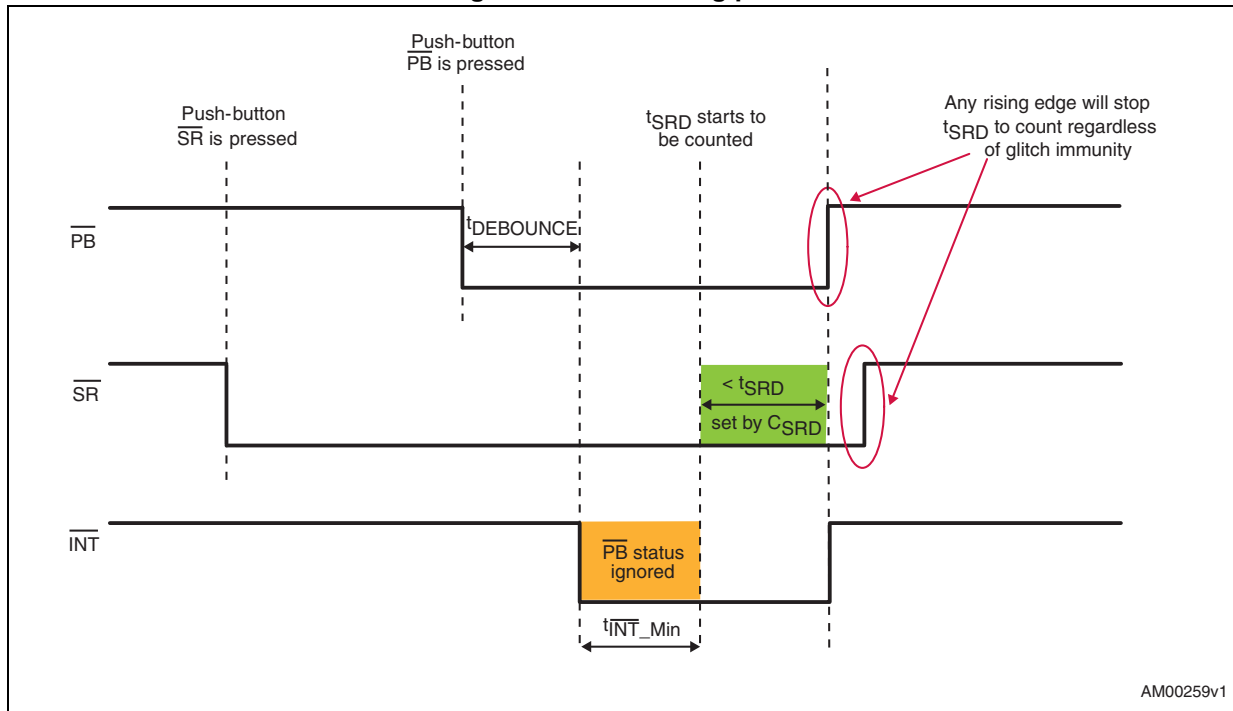 Push-button
PB is pressed
Push-button
SR is pressed
tSRD starts to
be counted
Any rising edge will stop
tSRD to count regardless
of glitch immunity
PB
tDEBOUNCE
SR
< tSRD
set by CSRD
INT
PB status
ignored
tINT_Min
AM00259v1